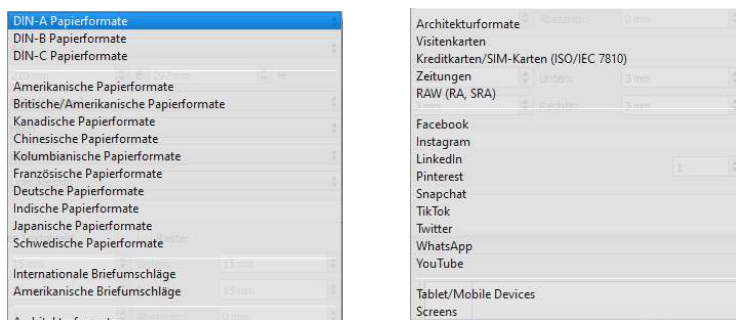 DIN-A Papierformate
DIN-B Papierformate
DIN-C Papierformate
Amerikanische Papierformate
Britische/Amerikanische Papierformate
Kanadische Papierformate
Chinesische Papierformate
Kolumbianische Papierformate
Französische Papierformate
Deutsche Papierformate
Indische Papierformate
Japanische Papierformate
Schwedische Papierformate
Internationale Briefumschläge
Amerikanische Briefumschläge
Architekturformate
Visitenkarten
Kreditkarten/SIM-Karten (ISO/IEC 7810)
Zeitungen
RAW (RA, SRA)
Facebook
Instagram
LinkedIn
Pinterest
Snapchat
TikTok
Twitter
WhatsApp
YouTube
Tablet/Mobile Devices
Screens